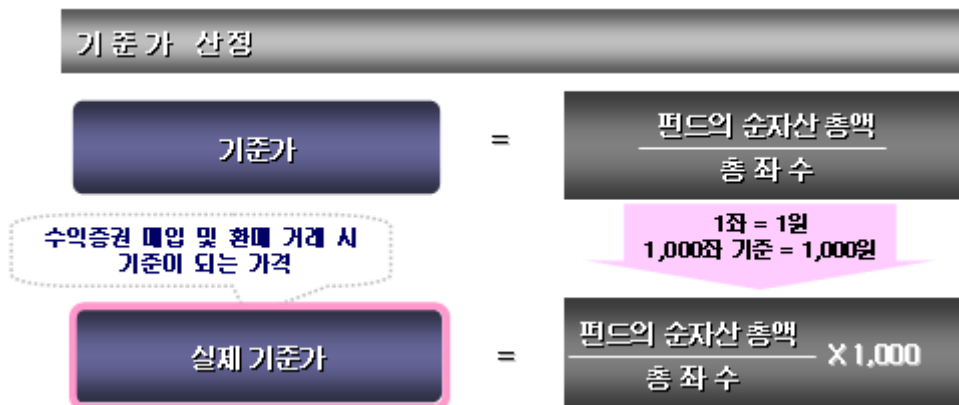 기준가 산정
기준가
=
펀드의 순자산 총액
총 좌 수
수익증권 매입 및 환매 거래 시
기준이 되는 가격
1좌 = 1원
1,000좌 기준 = 1,000원
실제 기준가
=
펀드의 순자산 총액
총 좌 수
X 1,000